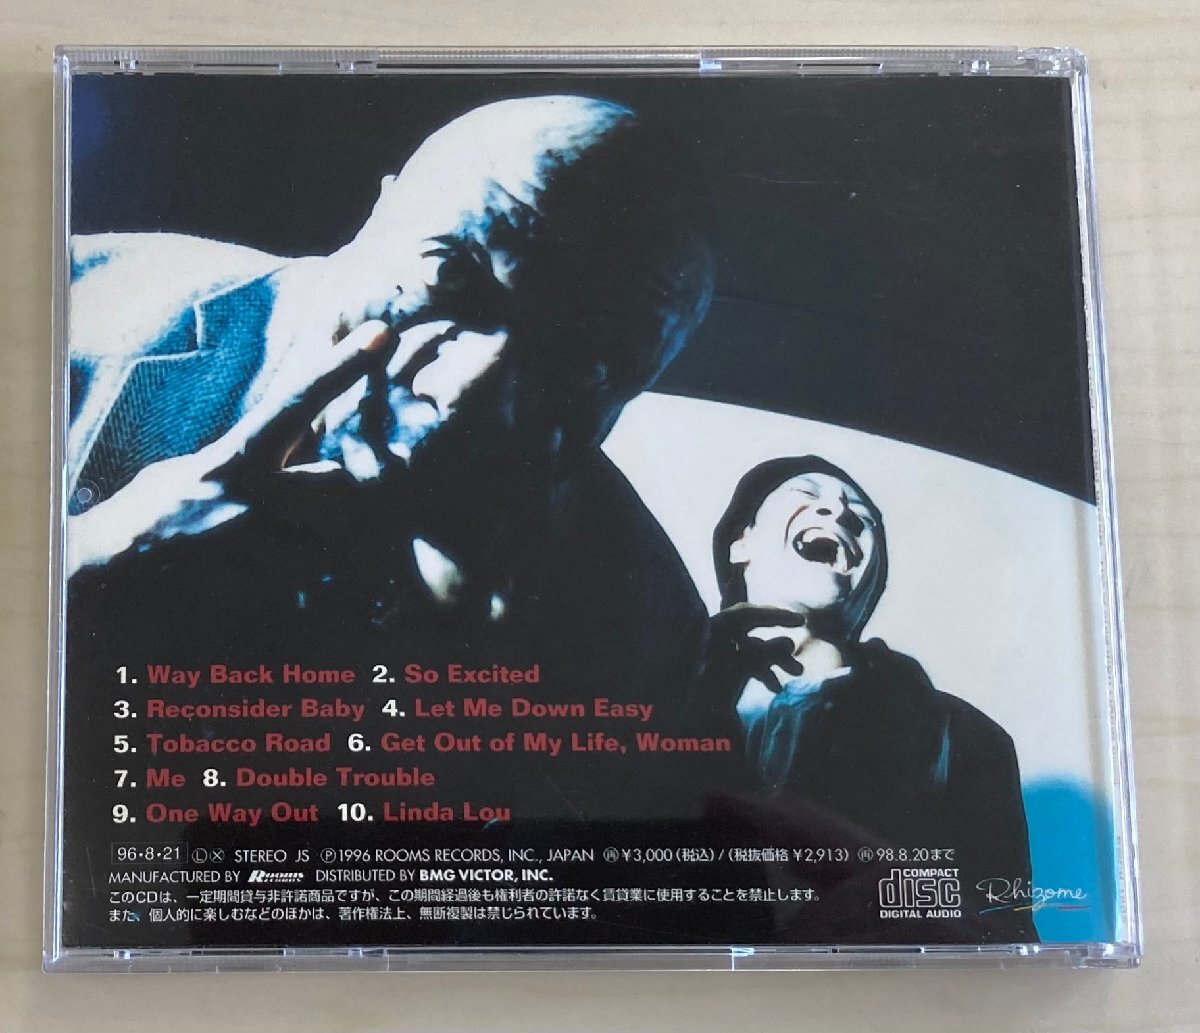 1. Way Back Home 2. So Excited
3. Reconsider Baby 4. Let Me Down Easy
5. Tobacco Road 6. Get Out of My Life, Woman
7. Me 8. Double Trouble
9. One Way Out 10. Linda Lou
96・8・21 Ⓛ Ⓧ STEREO JS Ⓟ1996 ROOMS RECORDS, INC., JAPAN ㊢¥3,000(税込)/(税抜価格¥2,913) ㊢98.8.20まで
MANUFACTURED BY Rooms RECORDS DISTRIBUTED BY BMG VICTOR, INC.
このCDは、一定期間貸与非許諾商品ですが、この期間経過後も権利者の許諾なく賃貸業に使用することを禁止します。
また、個人的に楽しむなどのほかは、著作権法上、無断複製は禁じられています。
COMPACT
disc
DIGITAL AUDIO
Rhizome